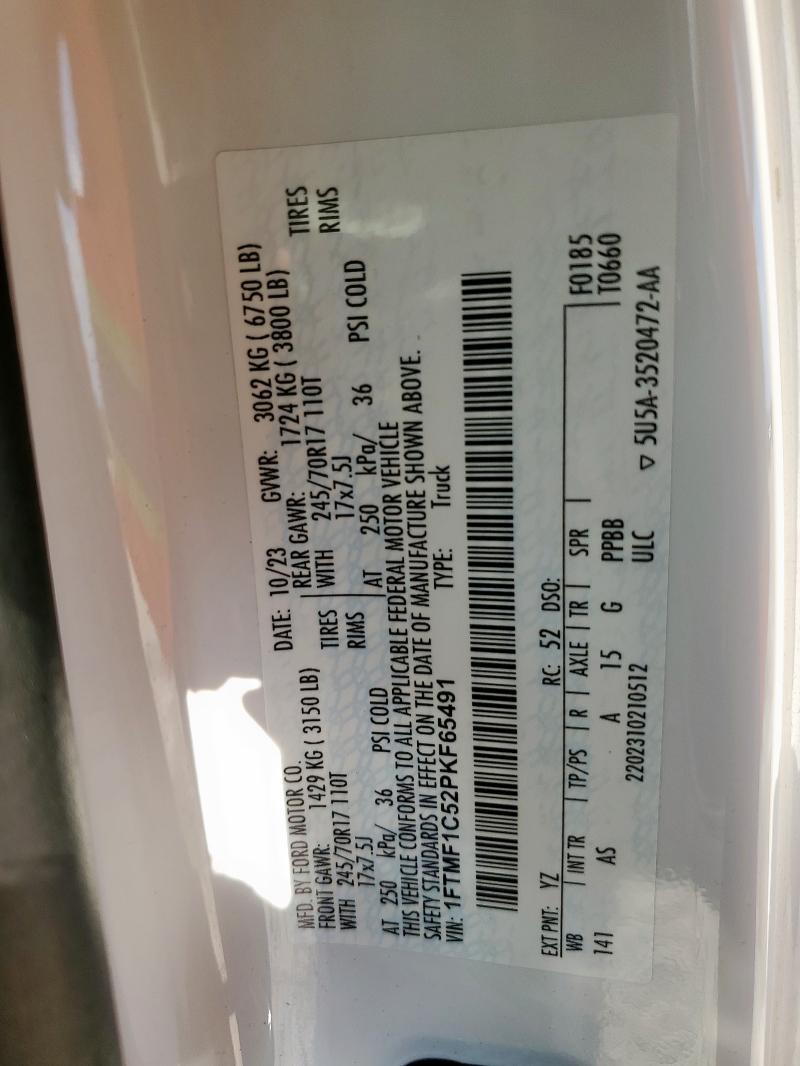 MFD. BY FORD MOTOR CO.
DATE: 10/23 GVWR: 3062 KG ( 6750 LB)
FRONT GAWR: 1429 KG ( 3150 LB) REAR GAWR: 1724 KG ( 3800 LB)
WITH 245/70R17 110T TIRES WITH 245/70R17 110T TIRES
17x7.5J RIMS 17x7.5J RIMS
AT 250 kPa/ 36 PSI COLD AT 250 kPa/ 36 PSI COLD
THIS VEHICLE CONFORMS TO ALL APPLICABLE FEDERAL MOTOR VEHICLE
SAFETY STANDARDS IN EFFECT ON THE DATE OF MANUFACTURE SHOWN ABOVE.
VIN: 1FTMF1C52PKF65491 TYPE: Truck
EXT PNT: YZ RC: 52 DSO:
WB INT TR TP/PS R AXLE TR SPR F0185
141 AS A 15 G PPBB T0660
2202310210512 ULC ▽ 5U5A-3520472-AA